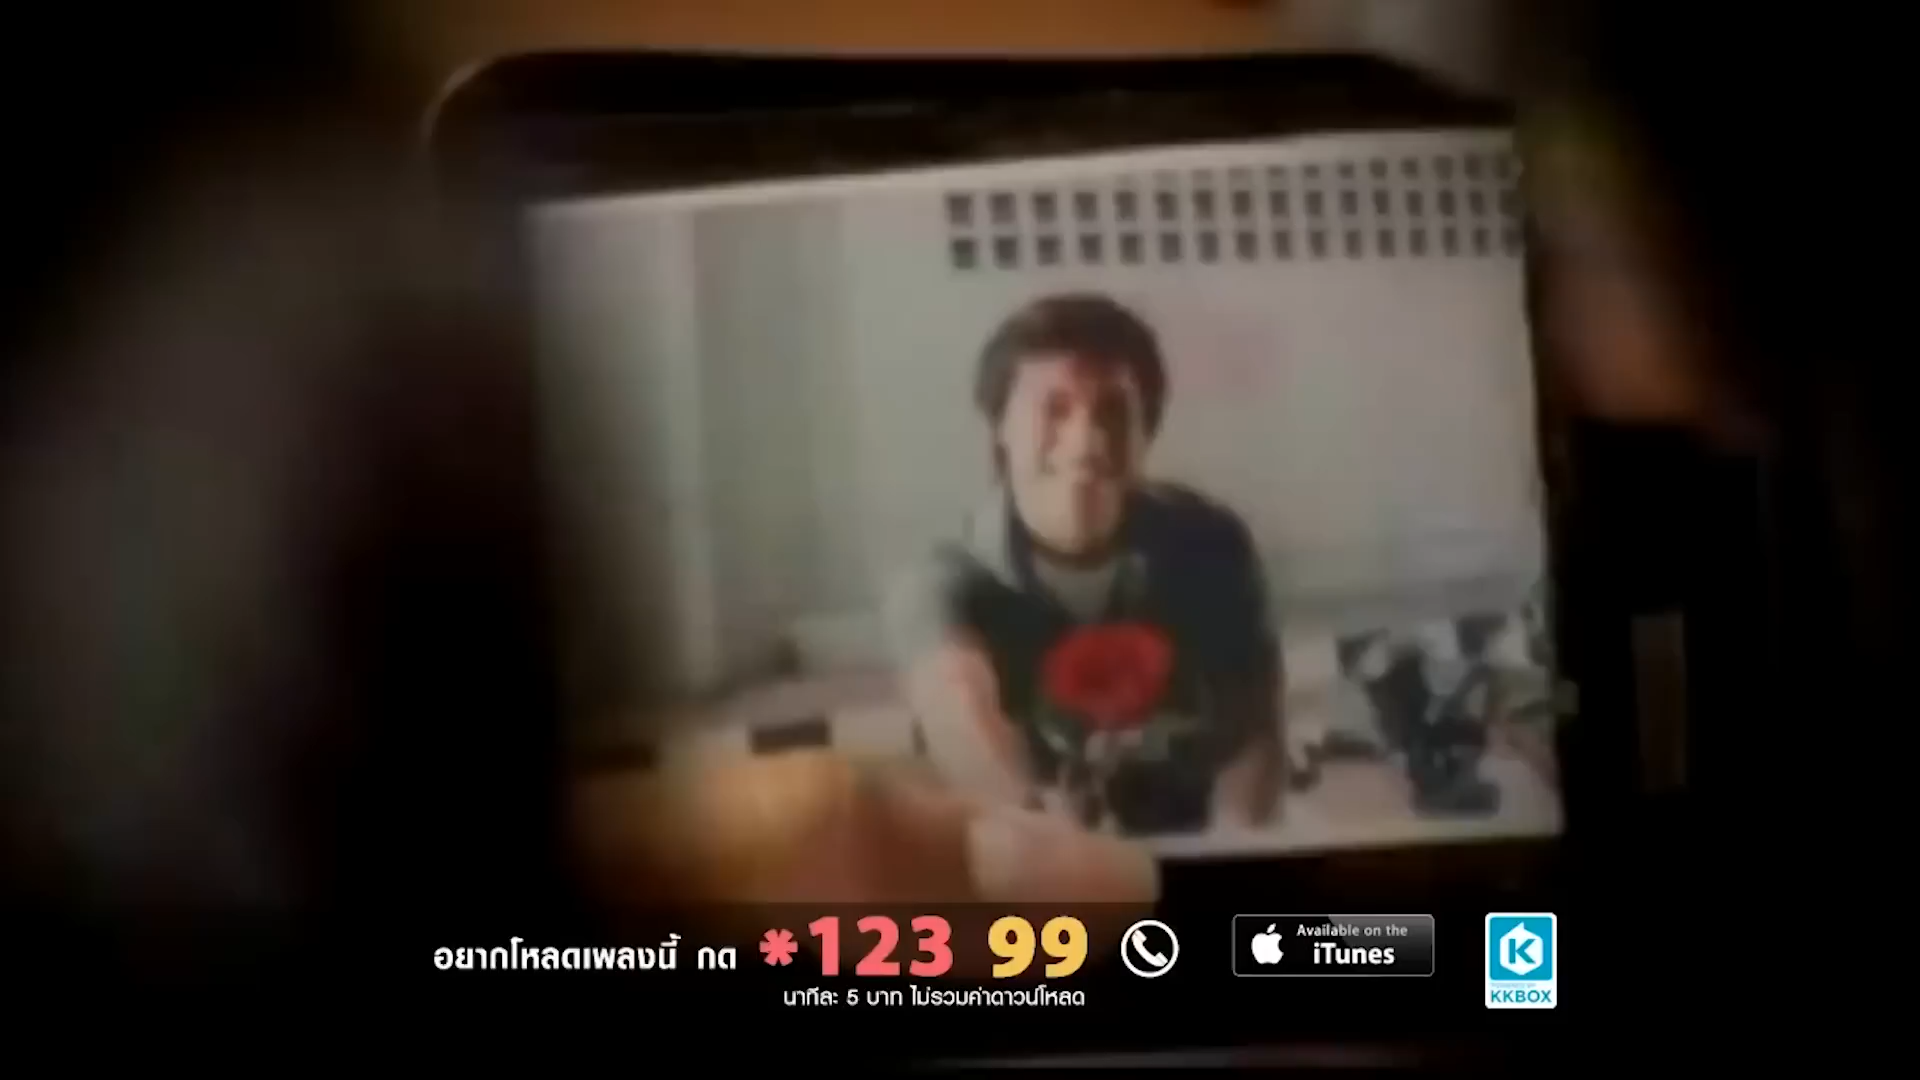 อยากโหลดเพลงนี้ กด *123 99
นาทีละ 5 บาท ไม่รวมค่าดาวน์โหลด
Available on the
iTunes
KKBOX